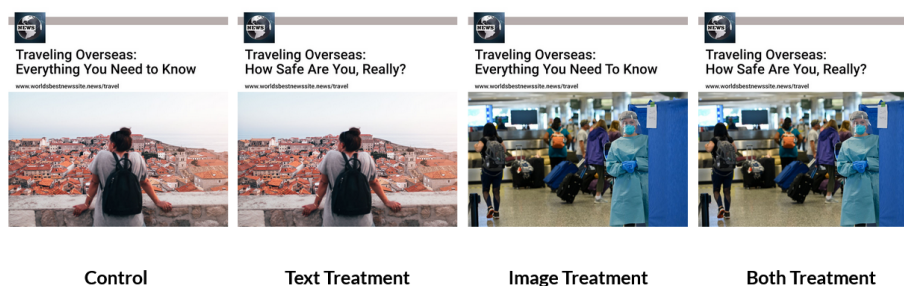 NEWS
Traveling Overseas:
Everything You Need to Know
www.worldsbestnewssite.news/travel
NEWS
Traveling Overseas:
How Safe Are You, Really?
www.worldsbestnewssite.news/travel
NEWS
Traveling Overseas:
Everything You Need To Know
www.worldsbestnewssite.news/travel
NEWS
Traveling Overseas:
How Safe Are You, Really?
www.worldsbestnewssite.news/travel
Control
Text Treatment
Image Treatment
Both Treatment